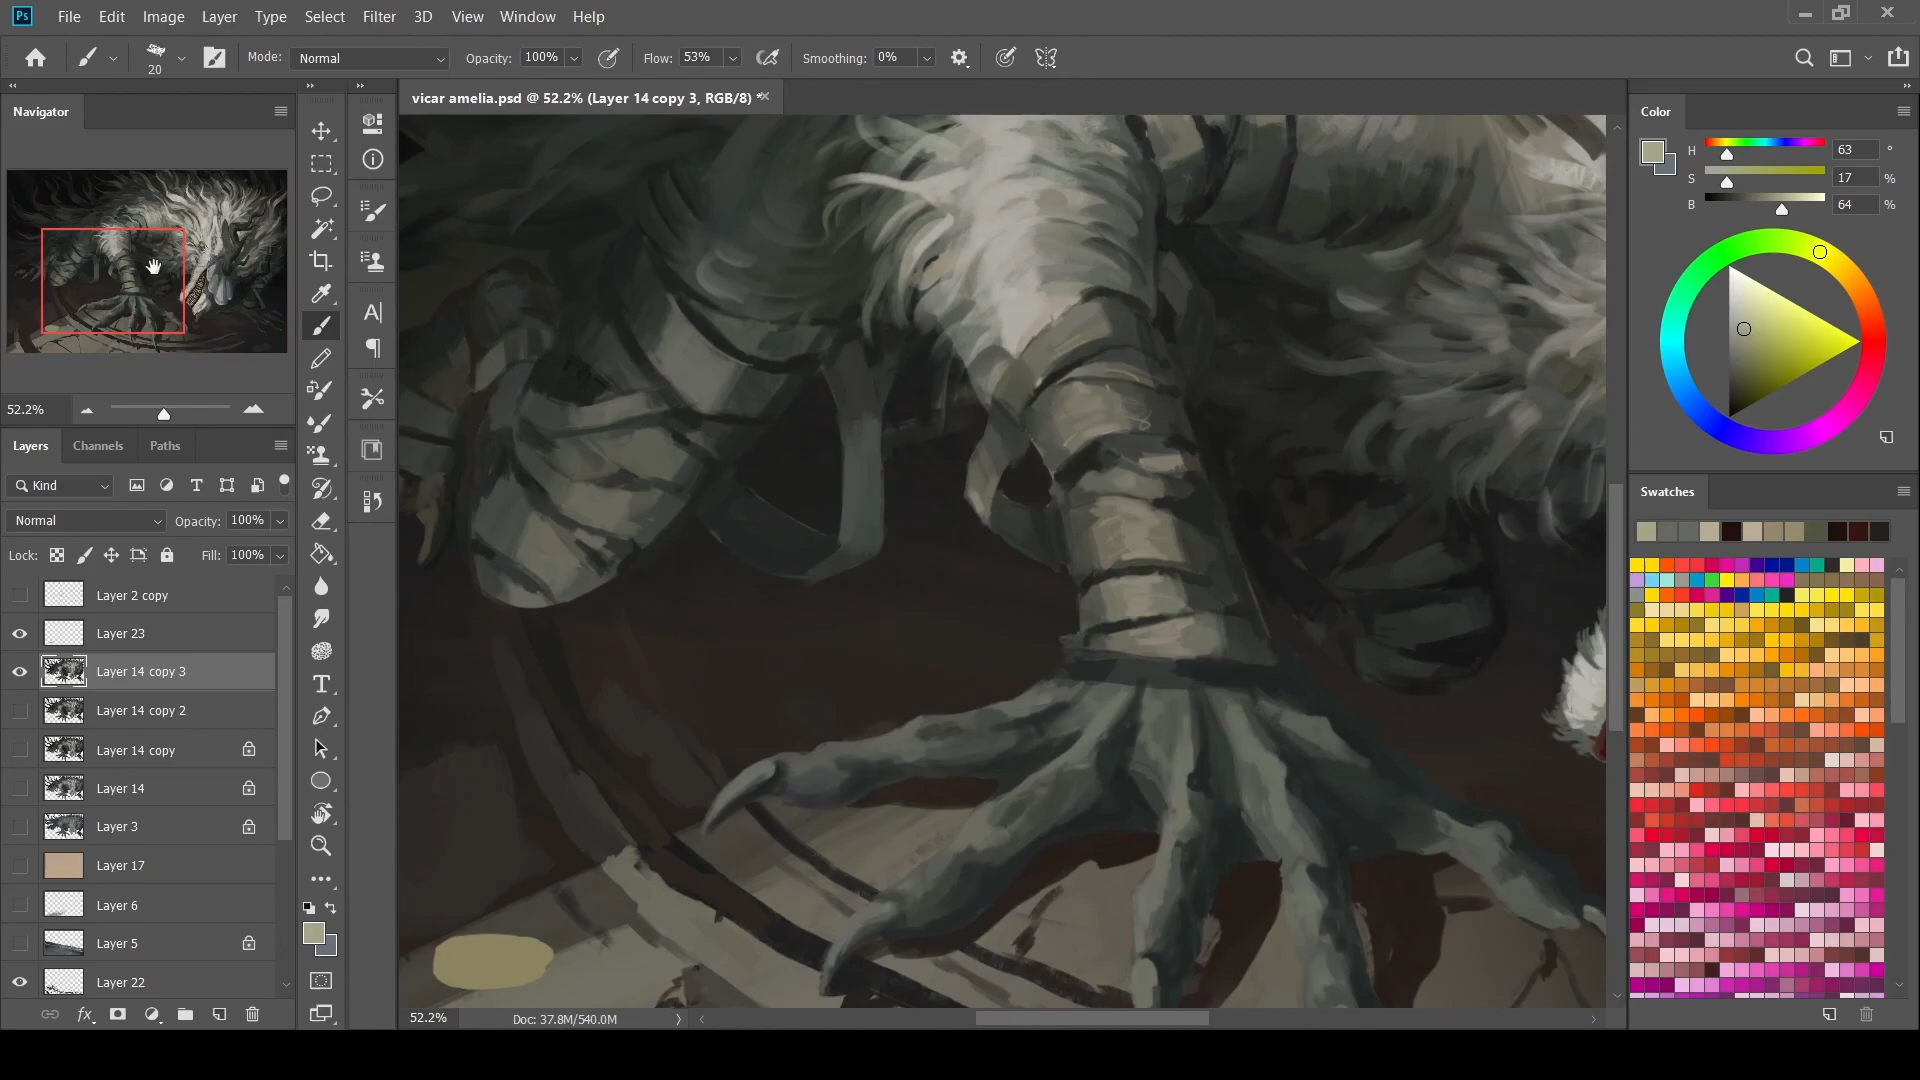 Ps File Edit Image Layer Type Select Filter 3D View Window Help
20 Mode: Normal Opacity: 100% Flow: 53% Smoothing: 0%
Navigator
52.2%
Layers Channels Paths
Kind
Normal Opacity: 100%
Lock: Fill: 100%
Layer 2 copy
Layer 23
Layer 14 copy 3
Layer 14 copy 2
Layer 14 copy
Layer 14
Layer 3
Layer 17
Layer 6
Layer 5
Layer 22
fx
vicar amelia.psd @ 52.2% (Layer 14 copy 3, RGB/8) *
52.2% Doc: 37.8M/540.0M
Color
H 63 °
S 17 %
B 64 %
Swatches